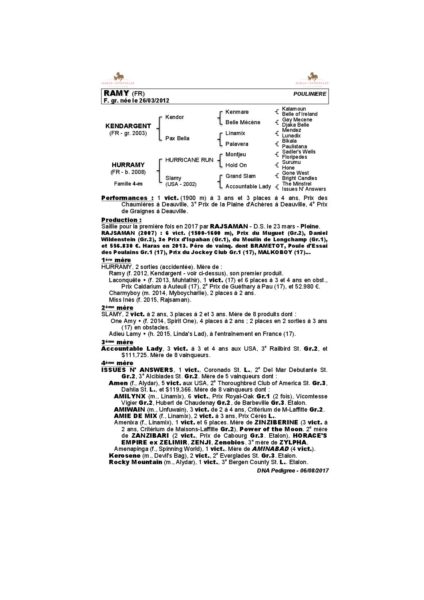 RAMY (FR)
F. gr. née le 26/03/2012
POULINIERE
Kenmare
Kalamoun
Belle of Ireland
Kendor
Belle Mécène
Gay Mecene
Djaka Belle
KENDARGENT
(FR - gr. 2003)
Linamix
Mendez
Lunadix
Pax Bella
Palavera
Bikala
Paulistana
Montjeu
Sadler's Wells
Floripedes
HURRICANE RUN
Hold On
Surumu
Hone
HURRAMY
(FR - b. 2008)
Grand Slam
Gone West
Bright Candles
Slamy
(USA - 2002)
Accountable Lady
The Minstrel
Issues N' Answers
Famille 4-m
Performances : 1 vict. (1900 m) à 3 ans et 3 places à 4 ans, Prix des
Chaumières à Deauville, 3° Prix de la Plaine d'Achères à Deauville, 4° Prix
de Graignes à Deauville.
Production :
Saillie pour la première fois en 2017 par RAJSAMAN - D.S. le 23 mars - Pleine.
RAJSAMAN (2007) : 6 vict. (1500-1600 m), Prix du Muguet (Gr.2), Daniel
Wildenstein (Gr.2), 2e Prix d'Ispahan (Gr.1), du Moulin de Longchamp (Gr.1),
et 596.830 €. Haras en 2013. Père de vainq. dont BRAMETOT, Poule d'Essai
des Poulains Gr.1 (17), Prix du Jockey Club Gr.1 (17), MALKOBOY (17)...
1ère mère
HURRAMY, 2 sorties (accidentée). Mère de :
Ramy (f. 2012, Kendargent - voir ci-dessus), son premier produit.
Laconquête • (f. 2013, Muhtathir), 1 vict. (17) et 6 places à 3 et 4 ans en obst.,
Prix Caldarium à Auteuil (17), 2° Prix de Guéthary à Pau (17), et 52.980 €.
Charmyboy (m. 2014, Myboycharlie), 2 places à 2 ans.
Miss Inès (f. 2015, Rajsaman).
2ème mère
SLAMY, 2 vict. à 2 ans, 3 places à 2 et 3 ans. Mère de 8 produits dont :
One Amy • (f. 2014, Spirit One), 4 places à 2 ans ; 2 places en 2 sorties à 3 ans
(17) en obstacles.
Adieu Lamy • (h. 2015, Linda's Lad), à l'entraînement en France (17).
3ème mère
Accountable Lady, 3 vict. à 3 et 4 ans aux USA, 3° Railbird St. Gr.2, et
$111.725. Mère de 8 vainqueurs.
4ème mère
ISSUES N' ANSWERS, 1 vict., Coronado St. L., 2° Del Mar Debutante St.
Gr.2, 3° Alcibiades St. Gr.2. Mère de 5 vainqueurs dont :
Amen (f., Alydar), 5 vict. aux USA, 2° Thoroughbred Club of America St. Gr.3,
Dahlia St. L., et $119.366. Mère de 8 vainqueurs dont :
AMILYNX (m., Linamix), 6 vict., Prix Royal-Oak Gr.1 (2 fois), Vicomtesse
Vigier Gr.2, Hubert de Chaudenay Gr.2, de Barbeville Gr.3. Etalon.
AMIWAIN (m., Unfuwain), 3 vict. de 2 à 4 ans, Critérium de M-Laffitte Gr.2.
AMIE DE MIX (f., Linamix), 2 vict. à 3 ans, Prix Cérès L..
Amenixa (f., Linamix), 1 vict. et 6 places. Mère de ZINZIBERINE (3 vict. à
2 ans, Critérium de Maisons-Laffitte Gr.2), Power of the Moon. 2° mère
de ZANZIBARI (2 vict., Prix de Cabourg Gr.3. Etalon), HORACE'S
EMPIRE ex ZELIMIR, ZENJI, Zenobios. 3° mère de ZYLPHA.
Amenapinga (f., Spinning World), 1 vict.. Mère de AMINABAD (4 vict.).
Kerosene (m., Devil's Bag), 2 vict., 2° Everglades St. Gr.3. Etalon.
Rocky Mountain (m., Alydar), 1 vict., 3° Bergen County St. L.. Etalon.
DNA Pedigree - 06/08/2017